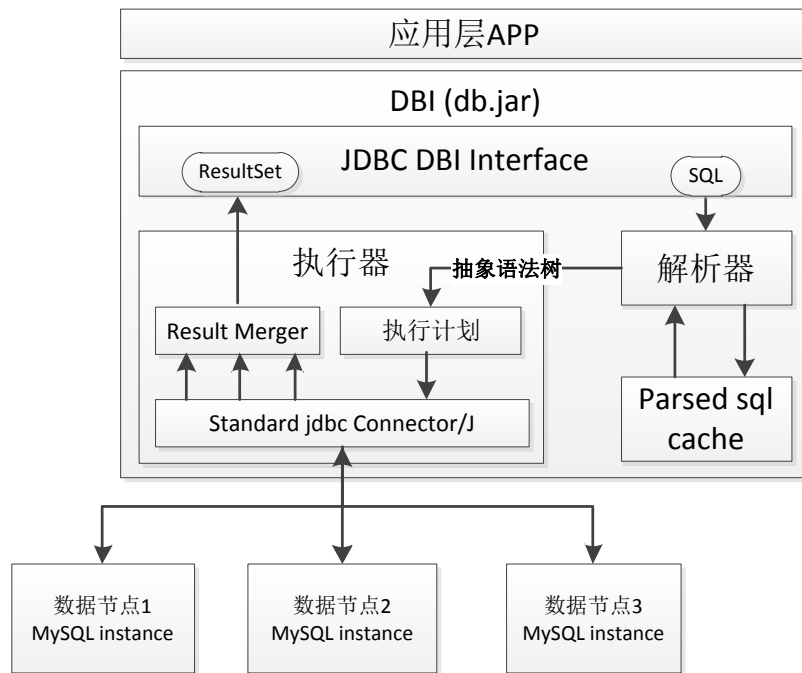 应用层APP
DBI (db.jar)
JDBC DBI Interface
ResultSet
SQL
执行器
抽象语法树
解析器
Result Merger
执行计划
Standard jdbc Connector/J
Parsed sql
cache
数据节点1
MySQL instance
数据节点2
MySQL instance
数据节点3
MySQL instance